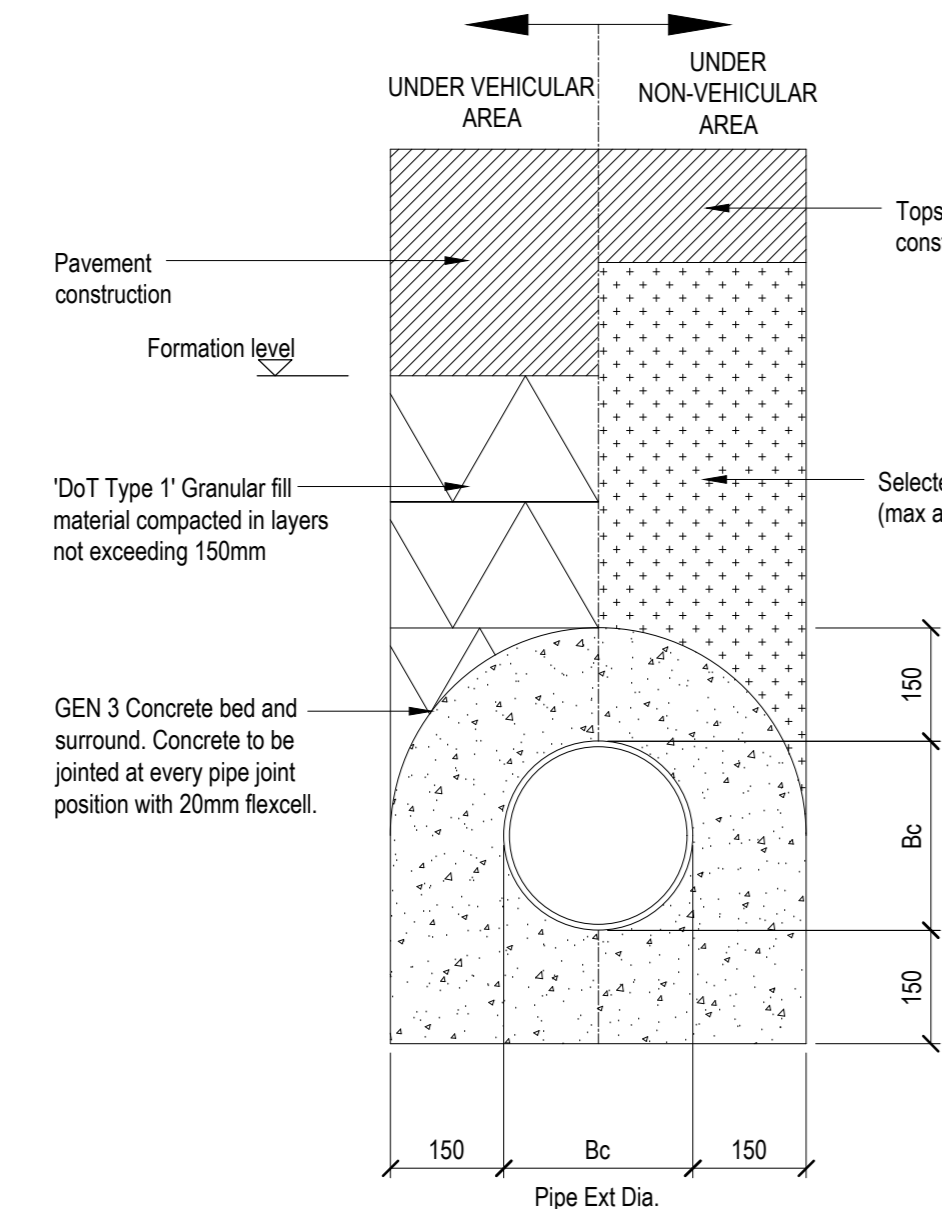 UNDER VEHICULAR
AREA
UNDER
NON-VEHICULAR
AREA
Pavement
construction
Formation level
'DoT Type 1' Granular fill
material compacted in layers
not exceeding 150mm
GEN 3 Concrete bed and
surround. Concrete to be
jointed at every pipe joint
position with 20mm flexcell.
(max
150
Bc
150
150
Bc
150
Pipe Ext Dia.